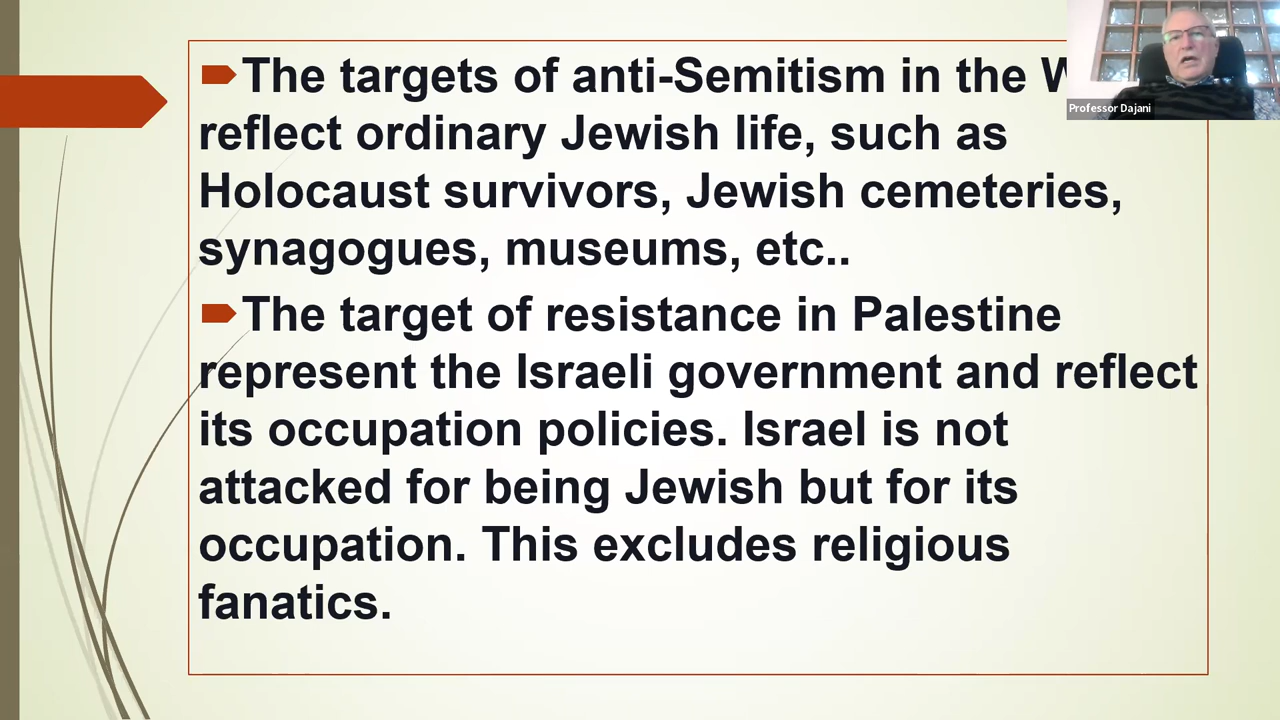 The targets of anti-Semitism in the
reflect ordinary Jewish life, such as
Holocaust survivors, Jewish cemeteries,
synagogues, museums, etc..
The target of resistance in Palestine
represent the Israeli government and reflect
its occupation policies. Israel is not
attacked for being Jewish but for its
occupation. This excludes religious
fanatics.
Professor Dajani